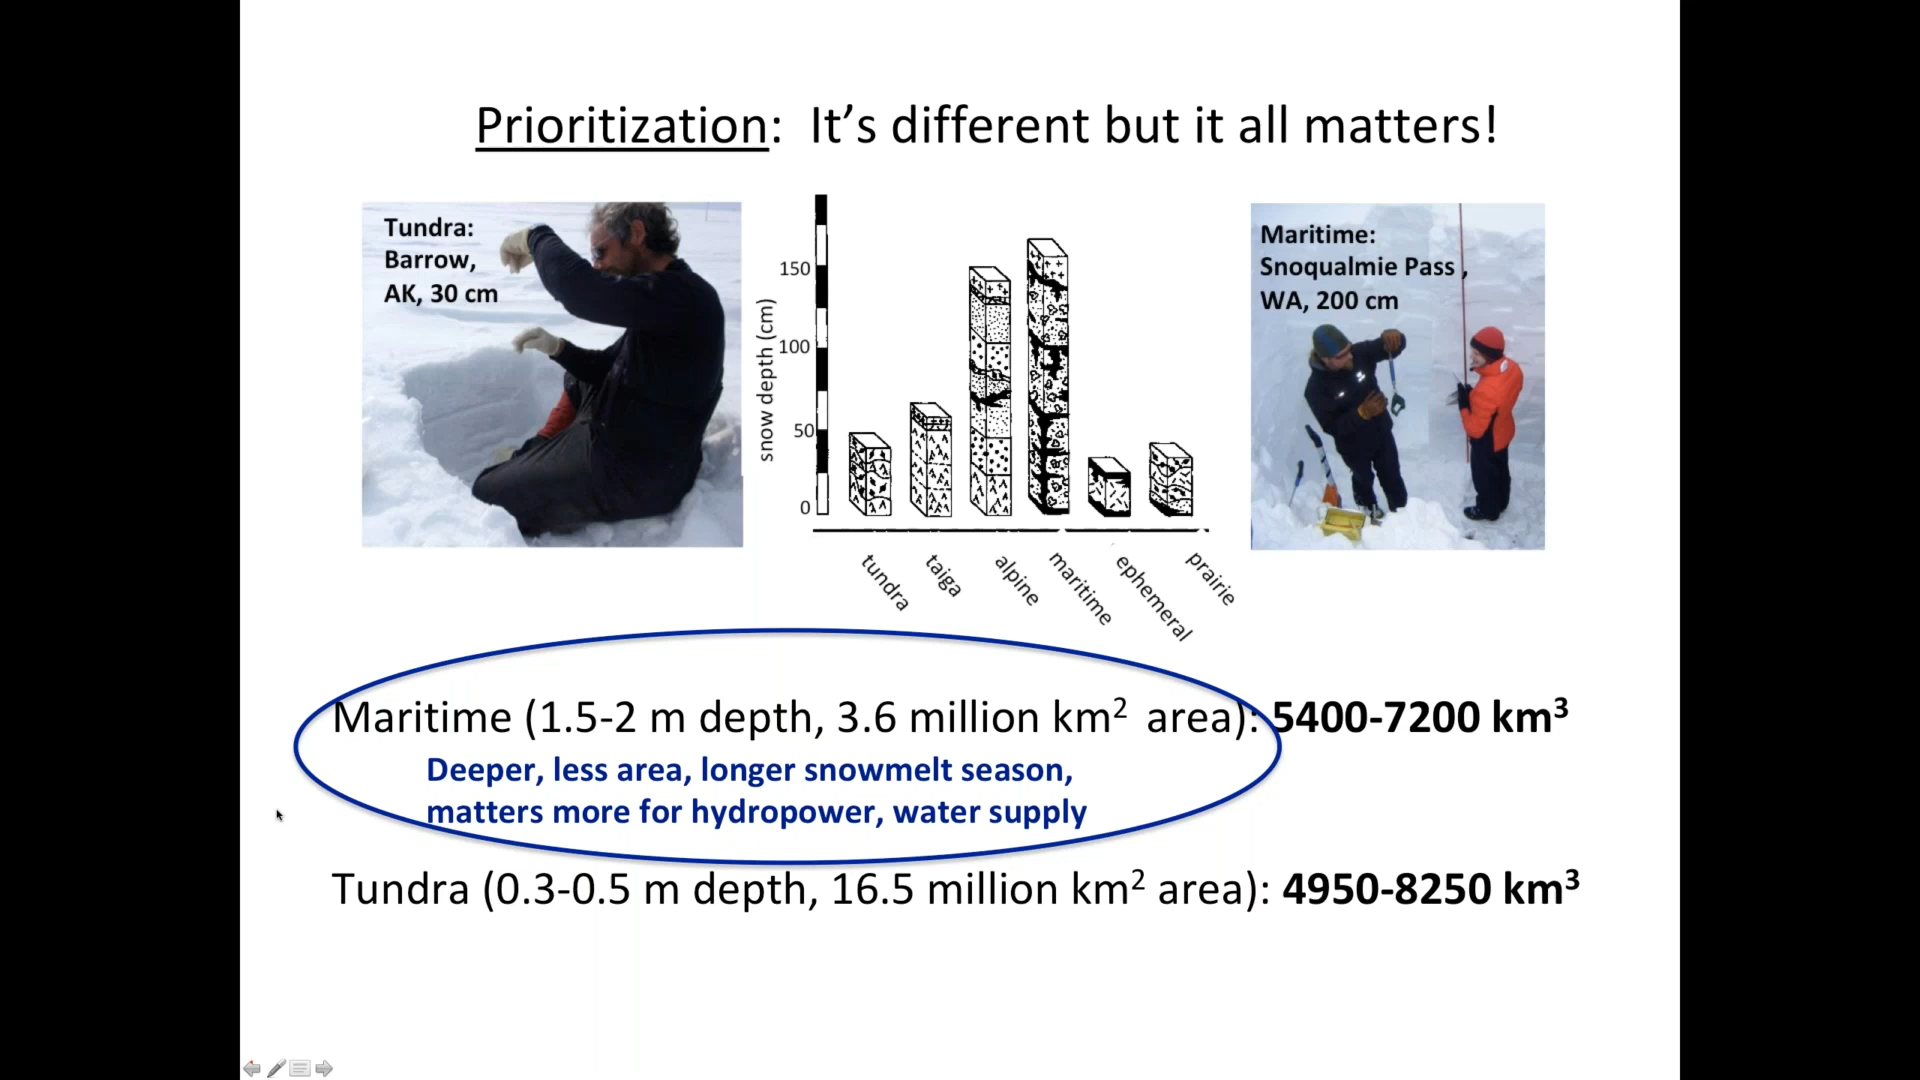 Prioritization: It's different but it all matters!
Tundra:
Barrow,
AK, 30 cm
snow depth (cm)
150
100
50
0
tundra
taiga
alpine
maritime
ephemeral
prairie
Maritime:
Snoqualmie Pass ,
WA, 200 cm
Maritime (1.5-2 m depth, 3.6 million km² area): 5400-7200 km³
Deeper, less area, longer snowmelt season,
matters more for hydropower, water supply
Tundra (0.3-0.5 m depth, 16.5 million km² area): 4950-8250 km³